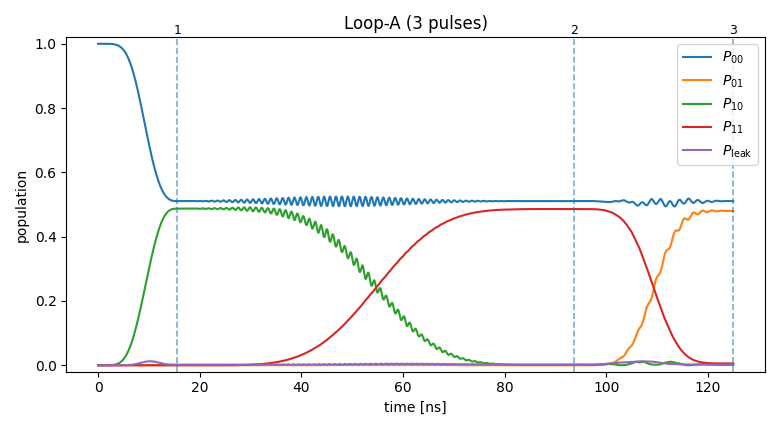 Loop-A (3 pulses)
1 2 3
1.0
0.8
0.6
0.4
0.2
0.0
population
P₀₀
P₀₁
P₁₀
P₁₁
P_leak
0 20 40 60 80 100 120
time [ns]